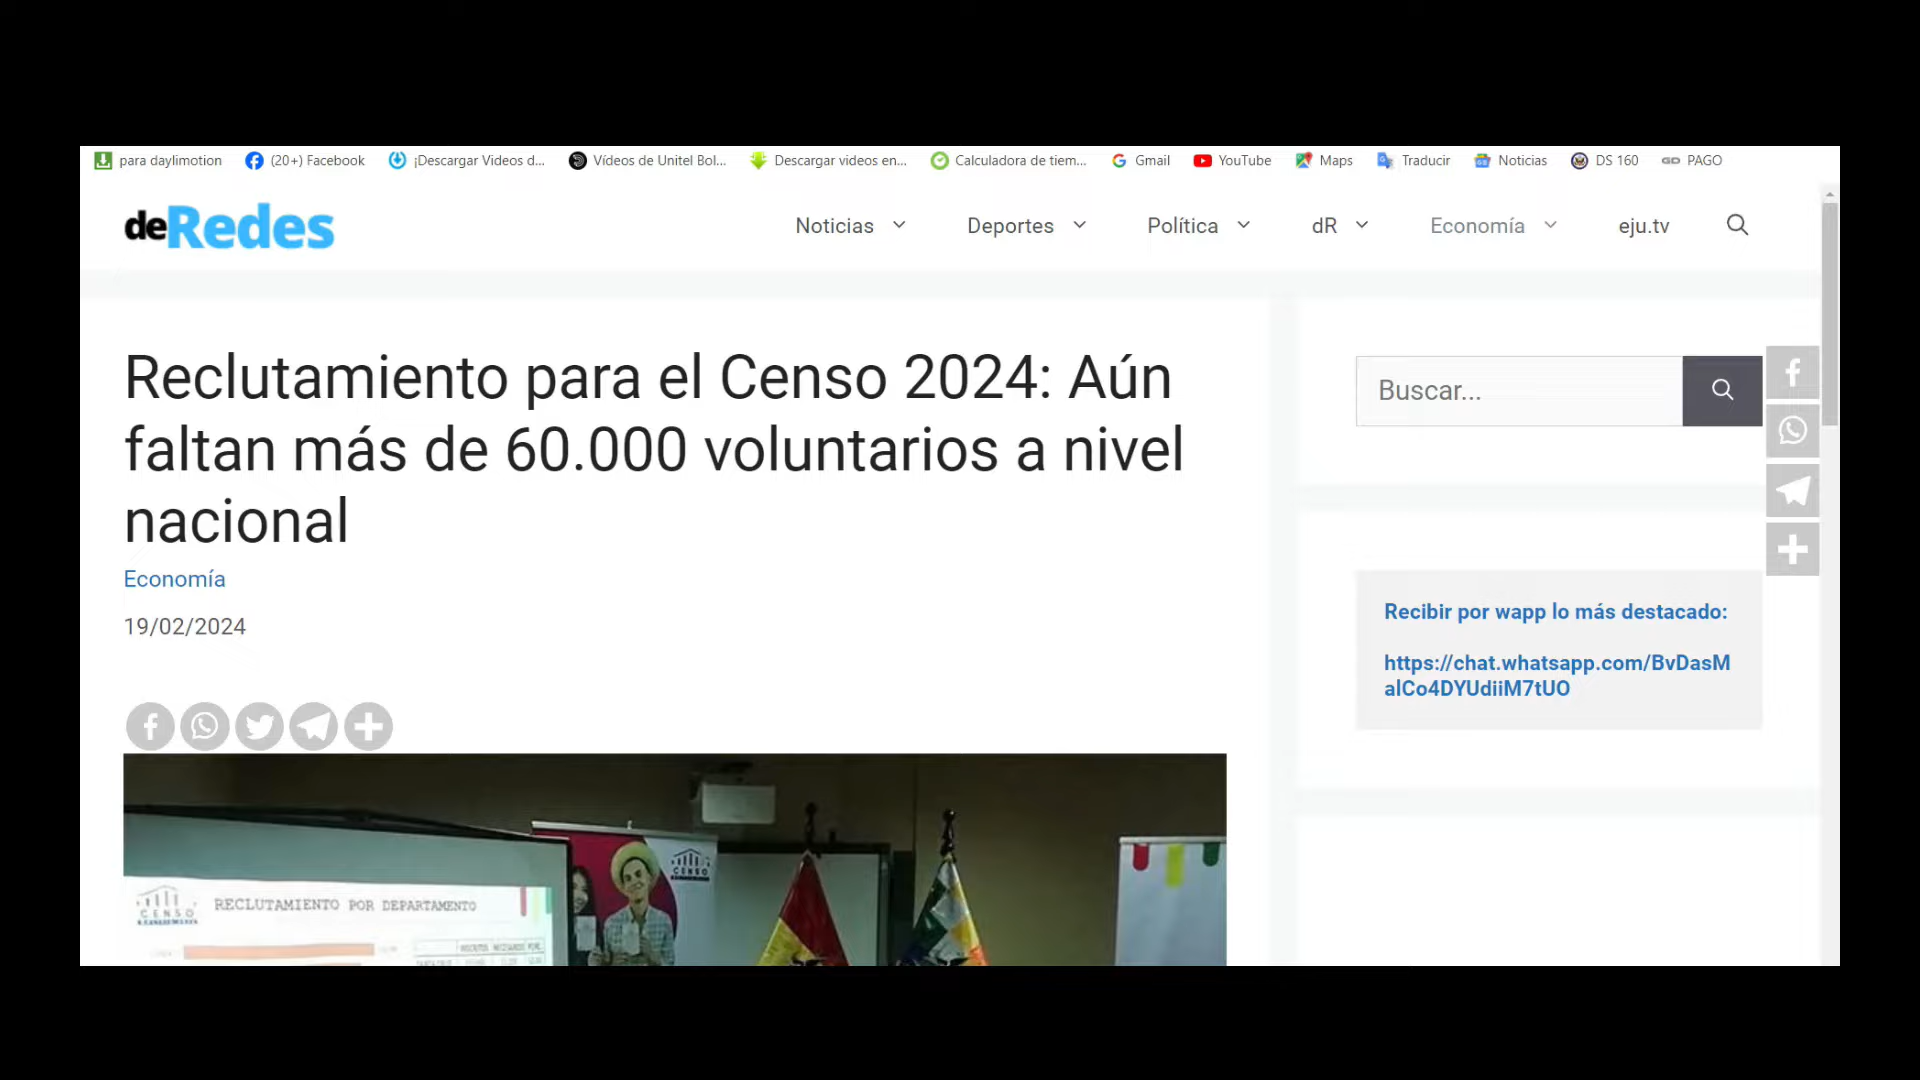 para daylimotion (20+) Facebook ¡Descargar Videos d... Vídeos de Unitel Bol... Descargar videos en... Calculadora de tiem... Gmail YouTube Maps Traducir Noticias DS 160 PAGO
deRedes Noticias Deportes Política dR Economía eju.tv
Reclutamiento para el Censo 2024: Aún
faltan más de 60.000 voluntarios a nivel
nacional
Economía
19/02/2024
Buscar...
Recibir por wapp lo más destacado:
https://chat.whatsapp.com/BvDasM
alCo4DYUdiiM7tUO
CENSO
CENSO
RECLUTAMIENTO POR DEPARTAMENTO